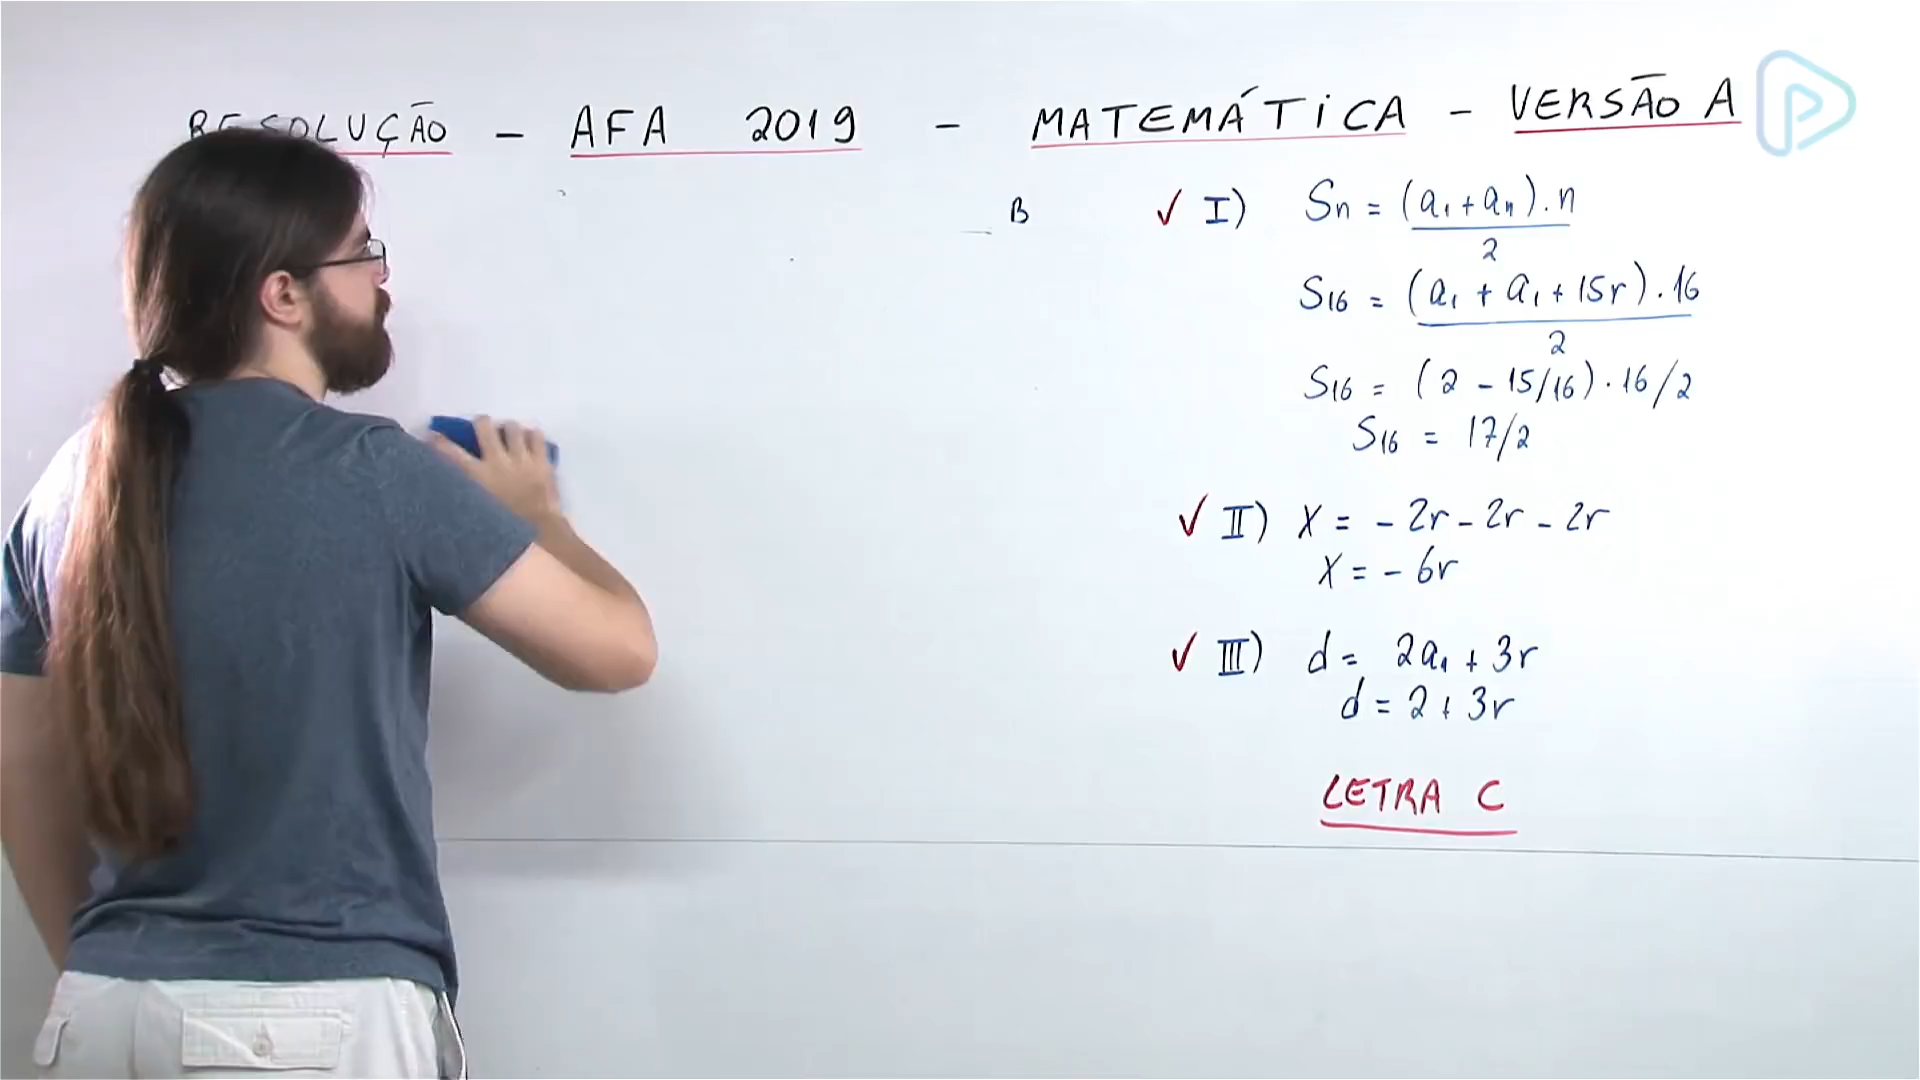 RESOLUÇÃO - AFA 2019 - MATEMÁTICA - VERSÃO A
B
✓ I) Sn = (a₁ + aₙ).n / 2
S16 = (a₁ + a₁ + 15r).16 / 2
S16 = (2 - 15/16).16/2
S16 = 17/2
✓ II) X = - 2r - 2r - 2r
X = - 6r
✓ III) d = 2a₁ + 3r
d = 2 + 3r
LETRA C